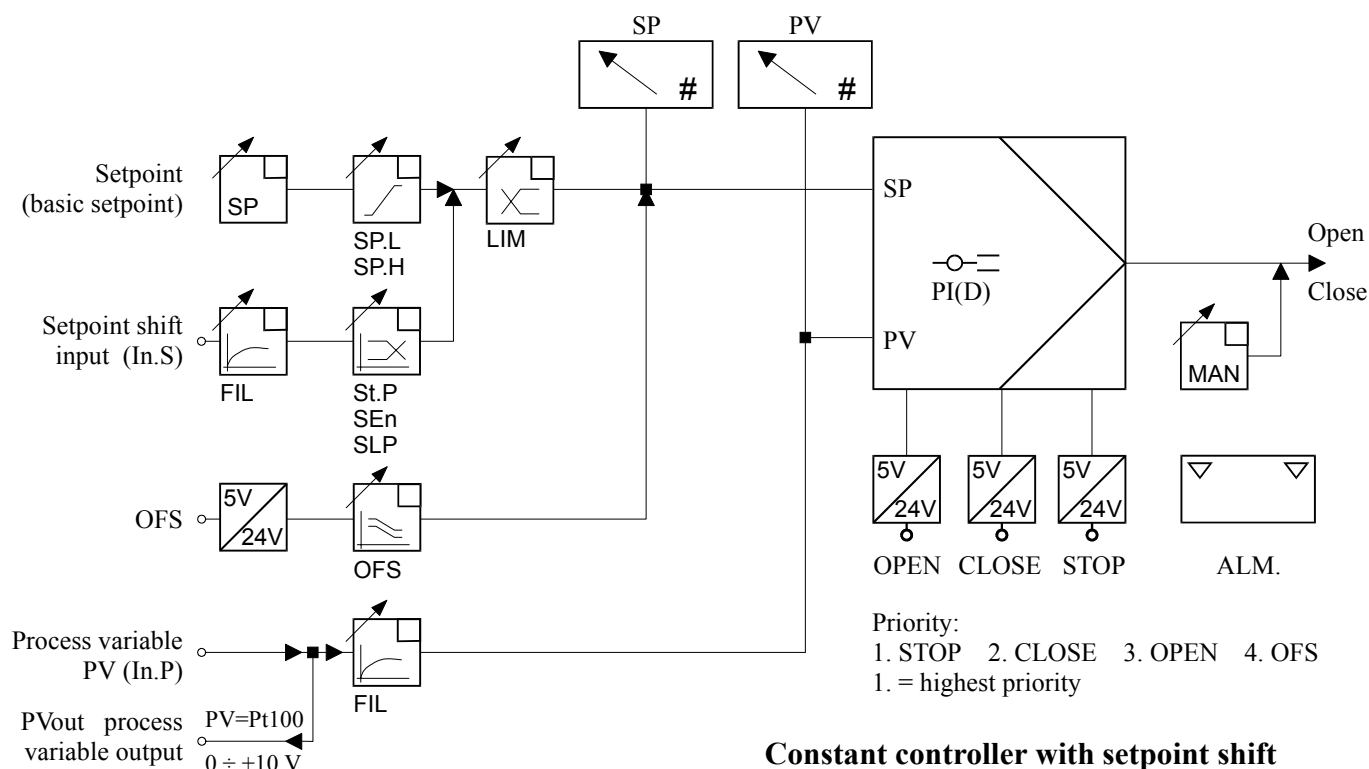 SP
PV
#
#
Setpoint
(basic setpoint)
SP
SP.L
SP.H
LIM
SP
PI(D)
PV
Open
Close
MAN
Setpoint shift
input (In.S)
FIL
St.P
SEn
SLP
OFS
5V
24V
OFS
5V
24V
5V
24V
5V
24V
OPEN
CLOSE
STOP
ALM.
Process variable
PV (In.P)
FIL
Priority:
1. STOP 2. CLOSE 3. OPEN 4. OFS
1. = highest priority
PVout process
variable output
PV=Pt100
0 ÷ +10 V
Constant controller with setpoint shift